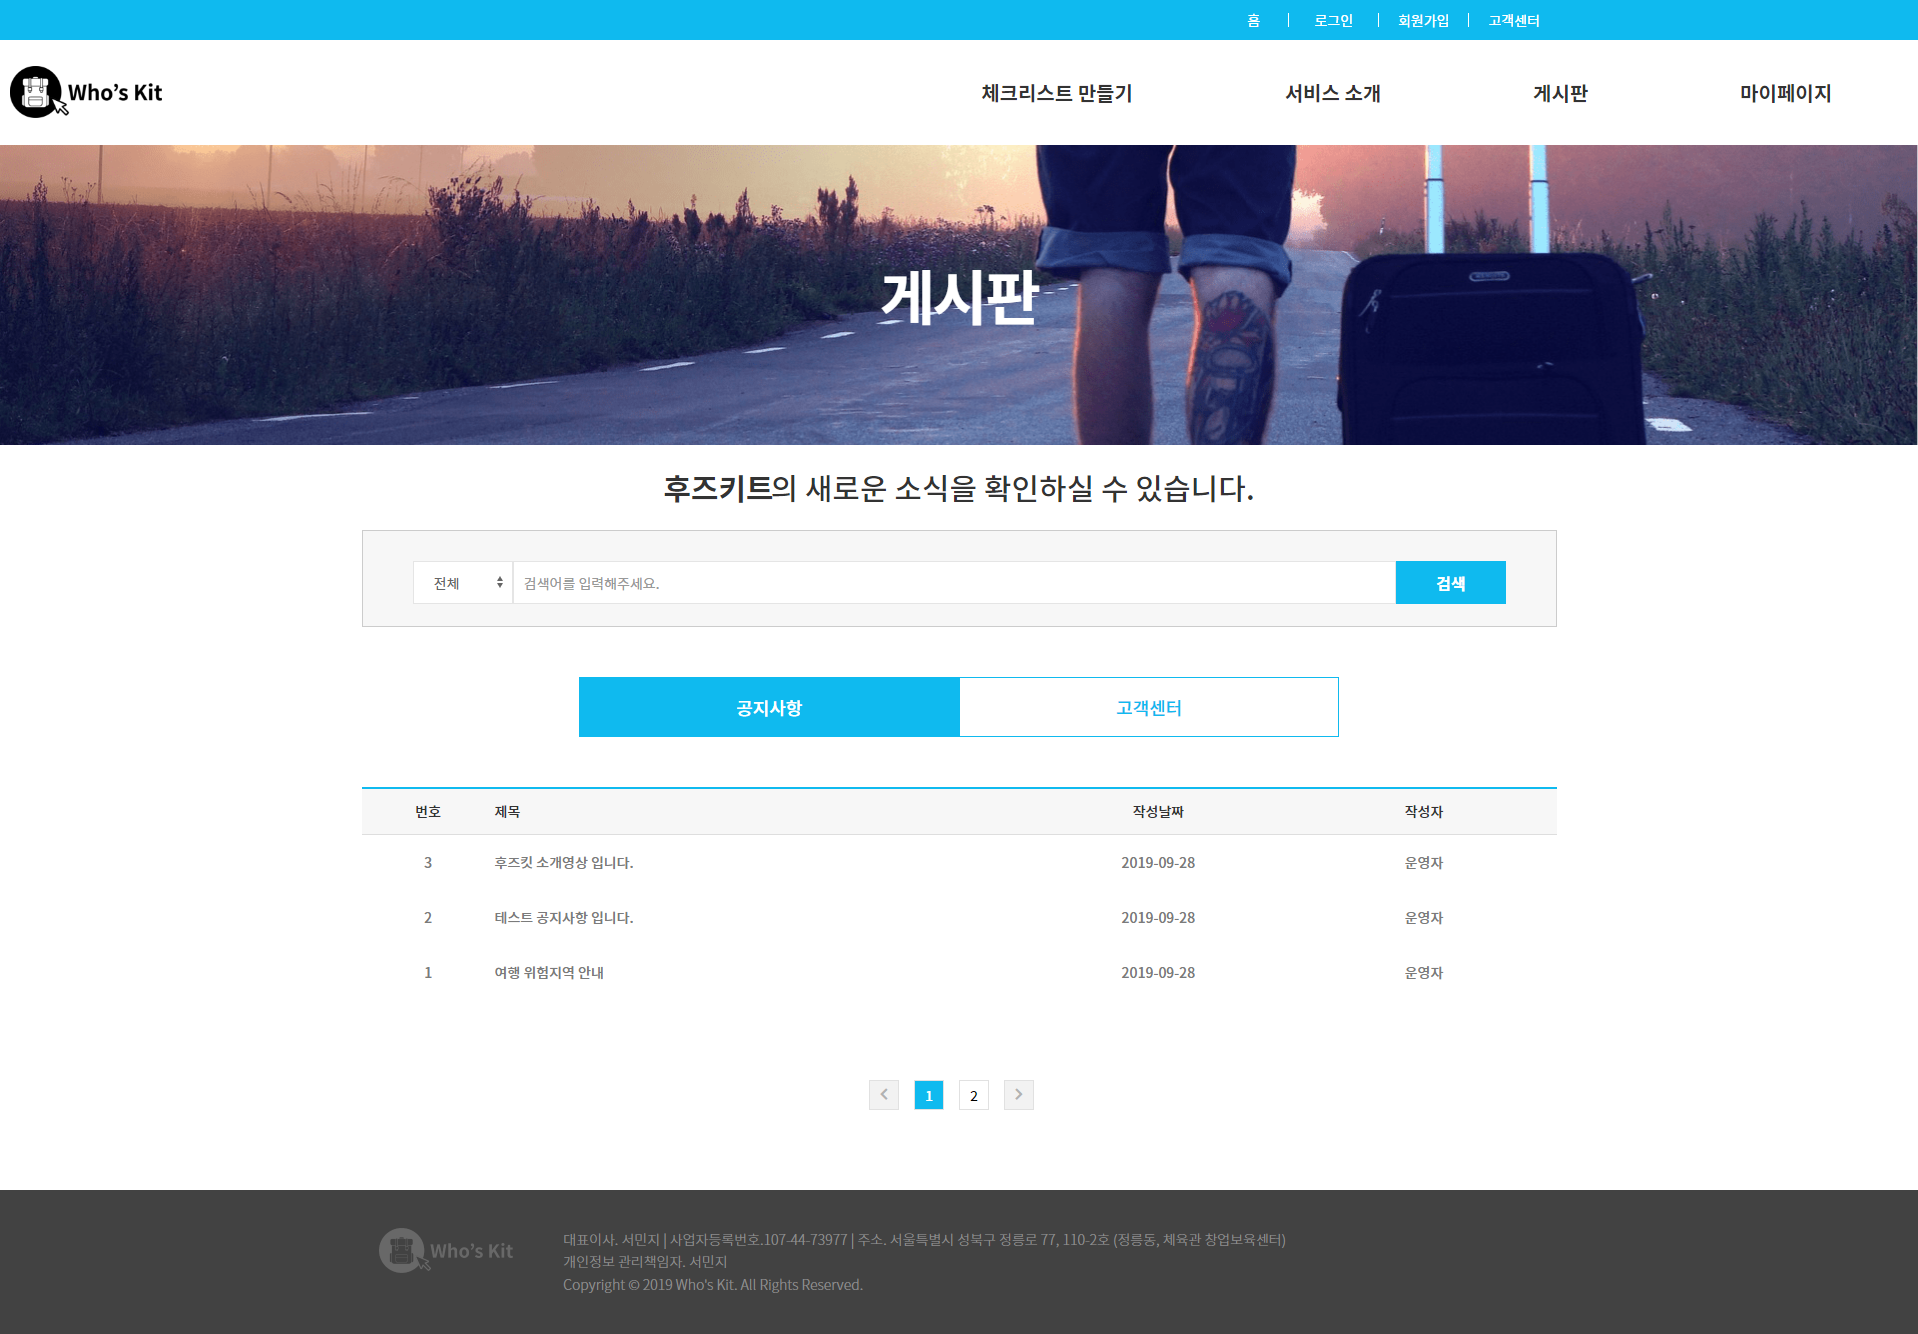 홈 로그인 회원가입 고객센터
Who's Kit 체크리스트 만들기 서비스 소개 게시판 마이페이지
게시판
후즈키트의 새로운 소식을 확인하실 수 있습니다.
전체 검색어를 입력해주세요. 검색
공지사항 고객센터
번호 제목 작성날짜 작성자
3 후즈킷 소개영상 입니다. 2019-09-28 운영자
2 테스트 공지사항 입니다. 2019-09-28 운영자
1 여행 위험지역 안내 2019-09-28 운영자
1 2
Who's Kit
대표이사. 서민지 | 사업자등록번호.107-44-73977 | 주소. 서울특별시 성북구 정릉로 77, 110-2호 (정릉동, 체육관 창업보육센터)
개인정보 관리책임자. 서민지
Copyright © 2019 Who's Kit. All Rights Reserved.